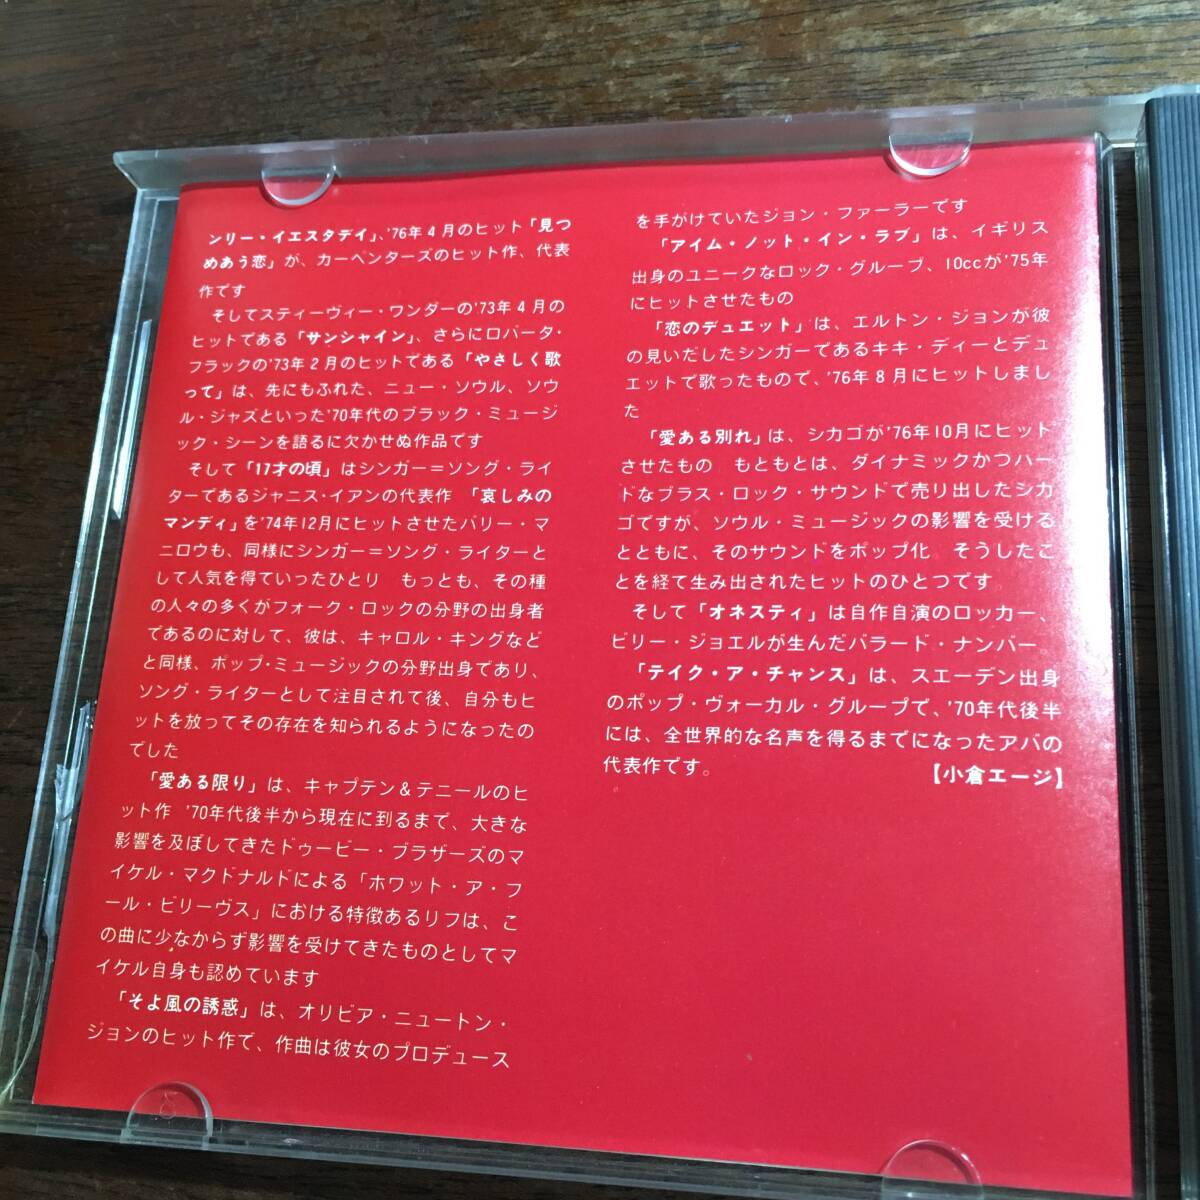 ンリー・イエスタデイ」、'76年4月のヒット「見つ
めあう恋」が、カーペンターズのヒット作、代表
作です
そしてスティーヴィー・ワンダーの'73年4月の
ヒットである「サンシャイン」、さらにロバータ・
フラックの'73年2月のヒットである「やさしく歌
って」は、先にもふれた、ニュー・ソウル、ソウ
ル・ジャズといった'70年代のブラック・ミュージ
ック・シーンを語るに欠かせぬ作品です
そして「17才の頃」はシンガー=ソング・ライ
ターであるジャニス・イアンの代表作 「哀しみの
マンディ」を'74年12月にヒットさせたバリー・マ
ニロウも、同様にシンガー=ソング・ライターと
して人気を得ていったひとり もっとも、その種
の人々の多くがフォーク・ロックの分野の出身者
であるのに対して、彼は、キャロル・キングなど
と同様、ポップ・ミュージックの分野出身であり、
ソング・ライターとして注目されて後、自分もヒ
ットを放ってその存在を知られるようになったの
でした
「愛ある限り」は、キャプテン&テニールのヒ
ット作 '70年代後半から現在に到るまで、大きな
影響を及ぼしてきたドゥービー・ブラザーズのマ
イケル・マクドナルドによる「ホワット・ア・フ
ール・ビリーヴス」における特徴あるリフは、こ
の曲に少なからず影響を受けてきたものとしてマ
イケル自身も認めています
「そよ風の誘惑」は、オリビア・ニュートン・
ジョンのヒット作で、作曲は彼女のプロデュース
を手がけていたジョン・ファーラーです
「アイム・ノット・イン・ラブ」は、イギリス
出身のユニークなロック・グループ、10ccが'75年
にヒットさせたもの
「恋のデュエット」は、エルトン・ジョンが彼
の見いだしたシンガーであるキキ・ディーとデュ
エットで歌ったもので、'76年8月にヒットしまし
た
「愛ある別れ」は、シカゴが'76年10月にヒット
させたもの もともとは、ダイナミックかつハー
ドなブラス・ロック・サウンドで売り出したシカ
ゴですが、ソウル・ミュージックの影響を受ける
とともに、そのサウンドをポップ化 そうしたこ
とを経て生み出されたヒットのひとつです。
そして「オネスティ」は自作自演のロッカー、
ビリー・ジョエルが生んだバラード・ナンバー。
「テイク・ア・チャンス」は、スエーデン出身
のポップ・ヴォーカル・グループで、'70年代後半
には、全世界的な名声を得るまでになったアバの
代表作です。 【小倉エージ】